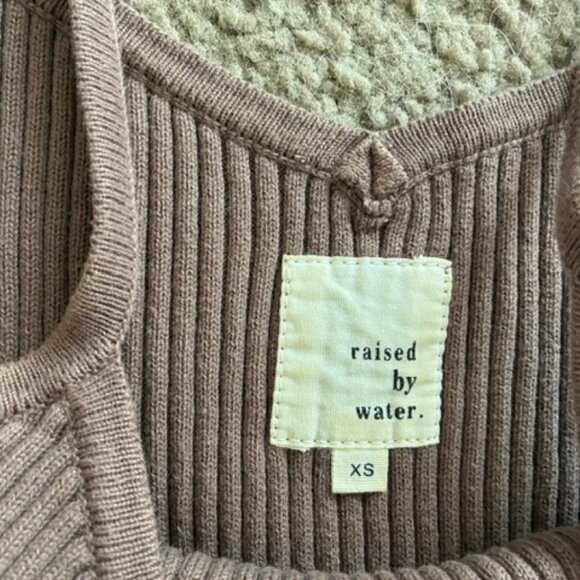 raised
by
water.
XS